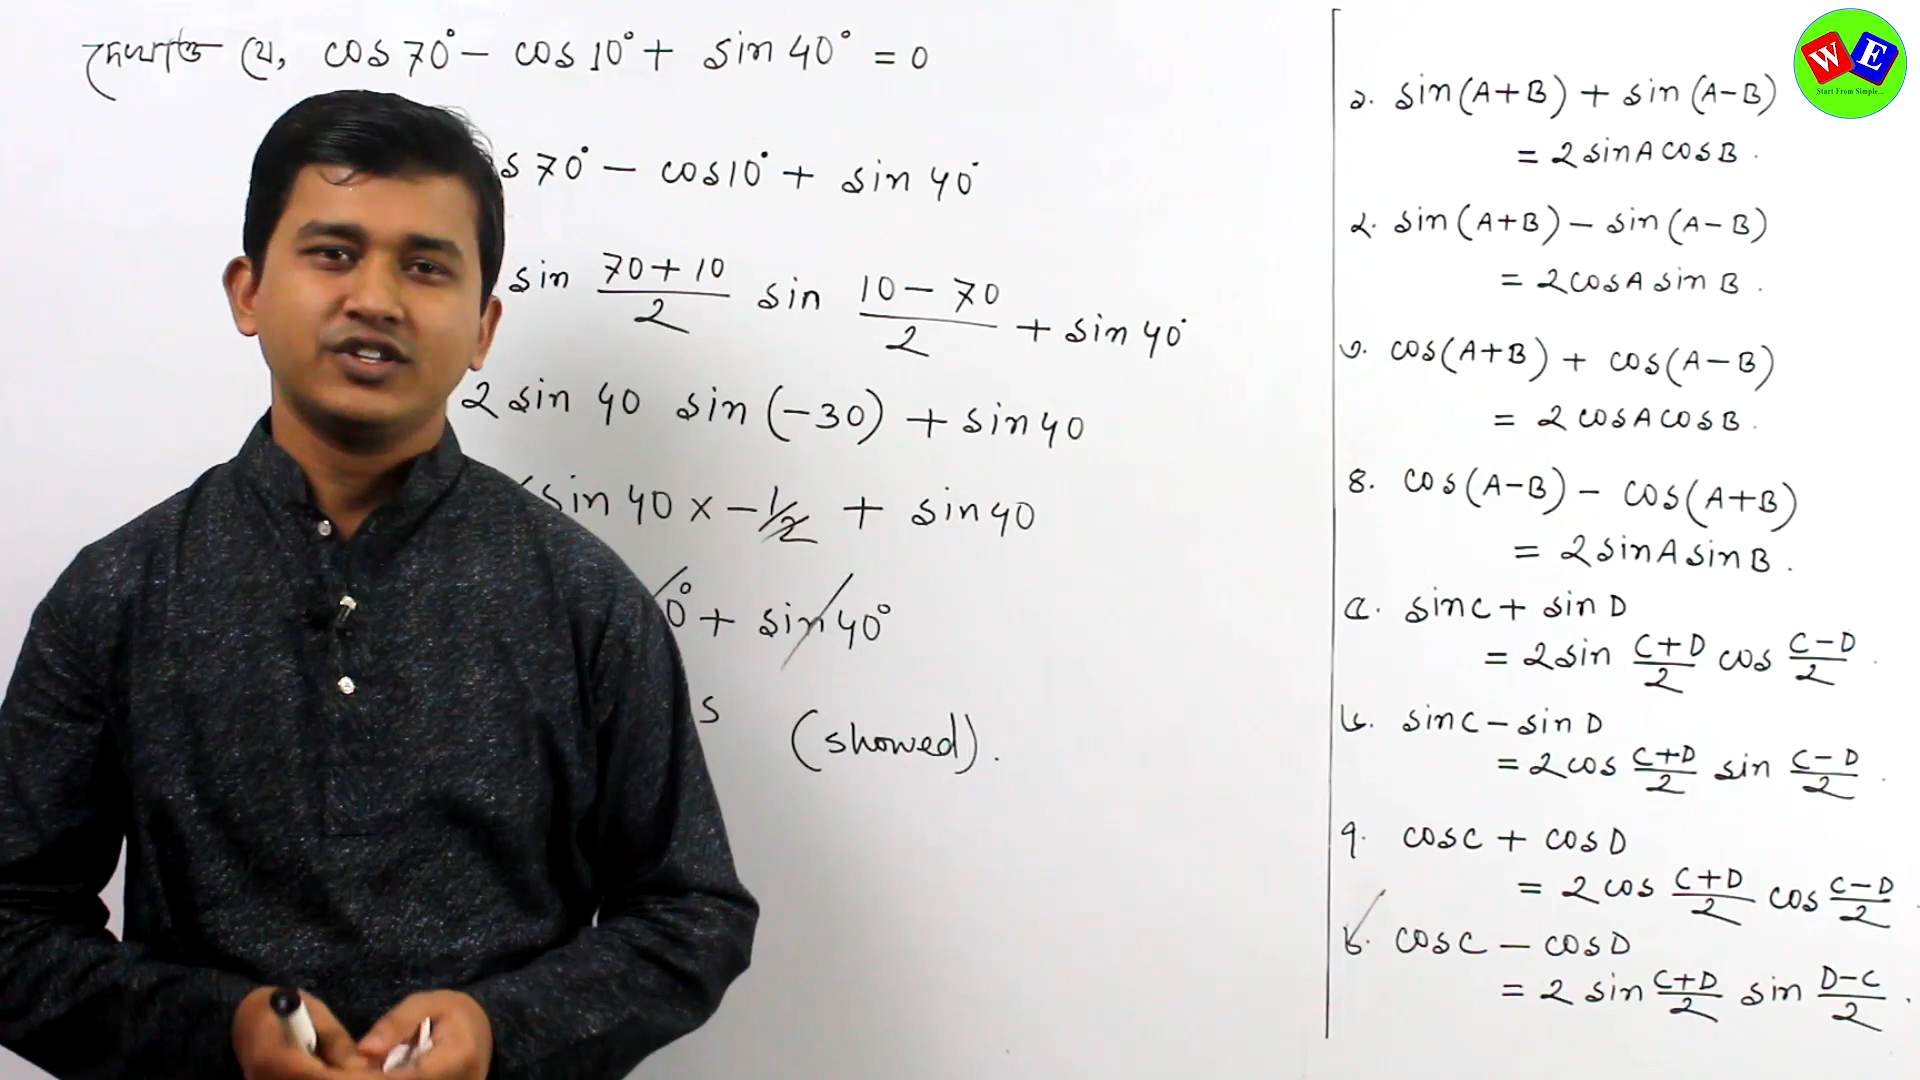 দেখাও যে, cos 70° − cos 10° + sin 40° = 0
s 70° − cos 10° + sin 40°
sin (70+10)/2 sin (10−70)/2 + sin 40°
2 sin 40 sin (−30) + sin 40
sin 40 × −1/2 + sin 40
0° + sin 40°
s (showed).
১. sin(A+B) + sin(A−B)
= 2 sinA cosB.
২. sin(A+B) − sin(A−B)
= 2 cosA sinB.
৩. cos(A+B) + cos(A−B)
= 2 cosA cosB.
৪. cos(A−B) − cos(A+B)
= 2 sinA sinB.
৫. sinC + sinD
= 2 sin (C+D)/2 cos (C−D)/2.
৬. sinC − sinD
= 2 cos (C+D)/2 sin (C−D)/2.
৭. cosC + cosD
= 2 cos (C+D)/2 cos (C−D)/2.
৮. cosC − cosD
= 2 sin (C+D)/2 sin (D−C)/2.
W E
Start From Simple...